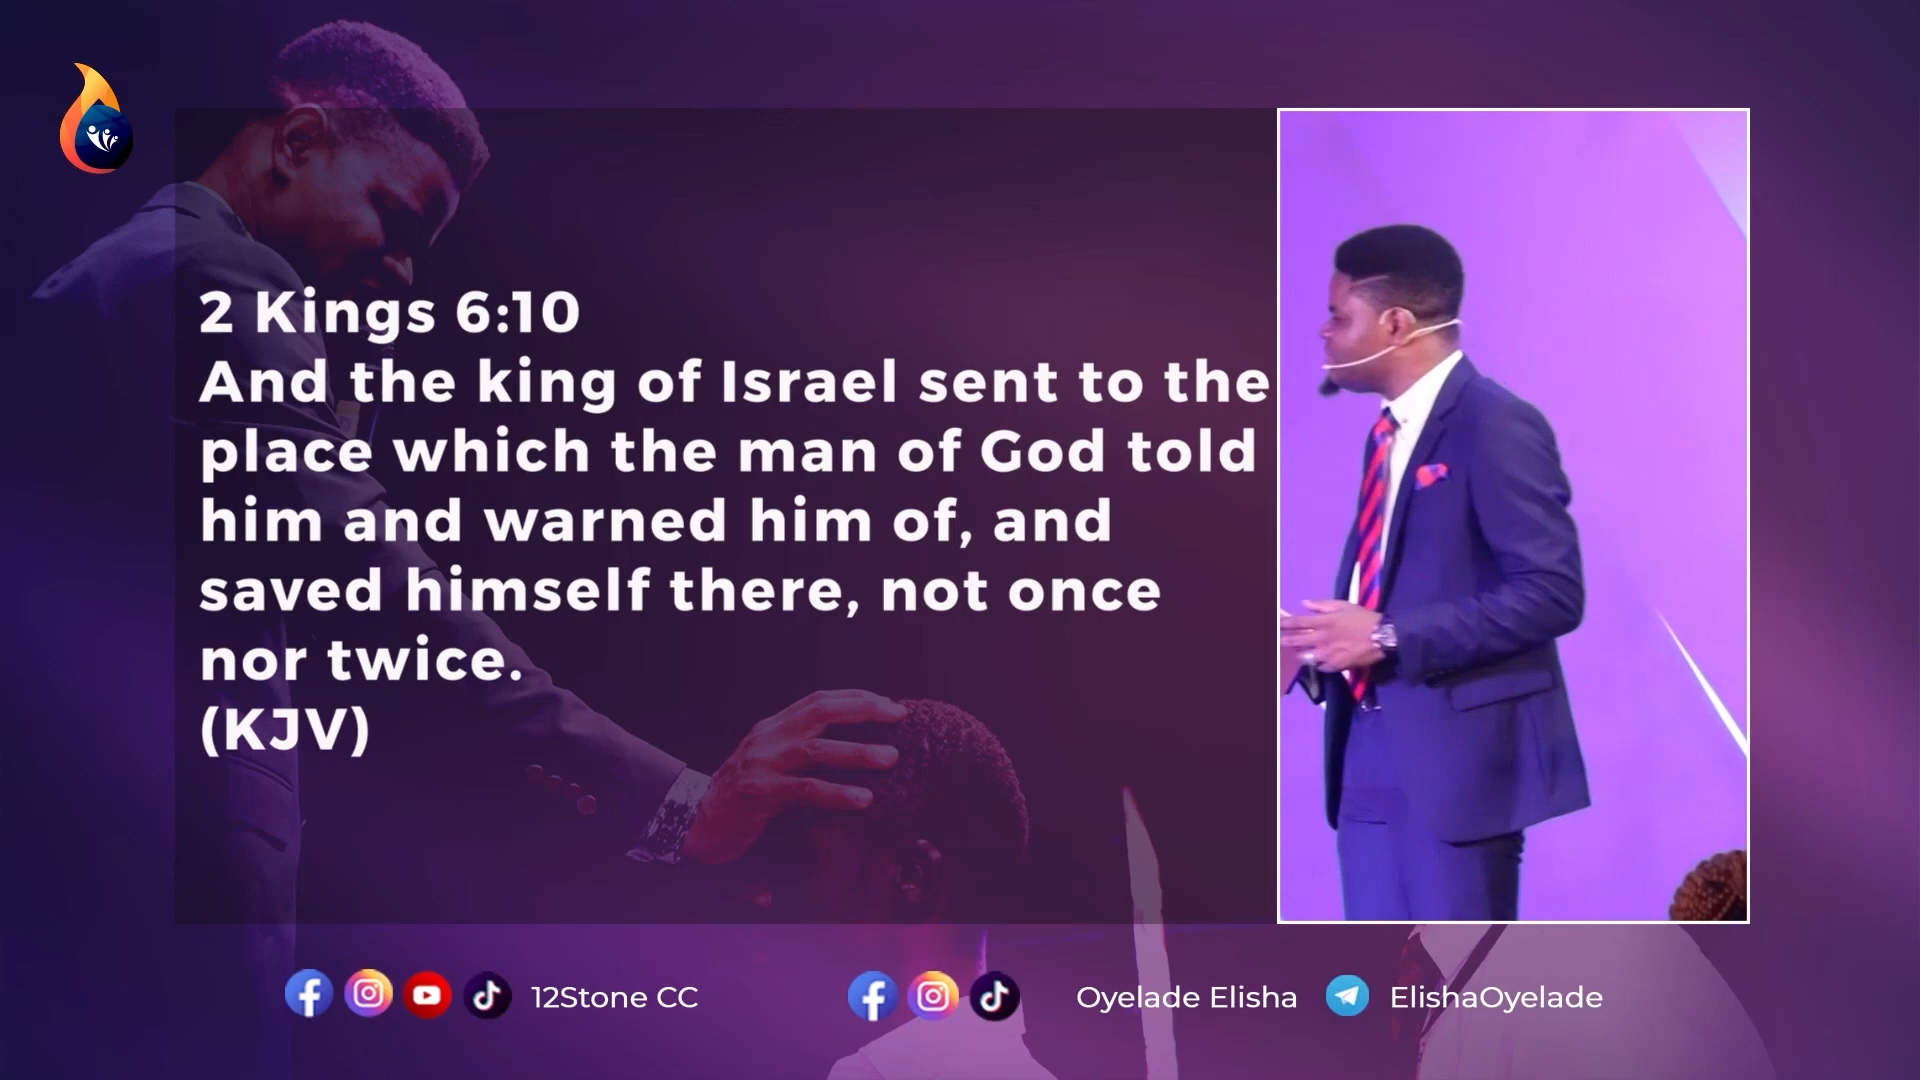 2 Kings 6:10
And the king of Israel sent to the
place which the man of God told
him and warned him of, and
saved himself there, not once
nor twice.
(KJV)
12Stone CC
Oyelade Elisha
ElishaOyelade